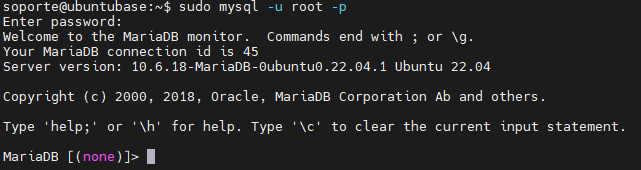 soporte@ubuntubase:~$ sudo mysql -u root -p
Enter password:
Welcome to the MariaDB monitor.  Commands end with ; or \g.
Your MariaDB connection id is 45
Server version: 10.6.18-MariaDB-0ubuntu0.22.04.1 Ubuntu 22.04
Copyright (c) 2000, 2018, Oracle, MariaDB Corporation Ab and others.
Type 'help;' or '\h' for help. Type '\c' to clear the current input statement.
MariaDB [(none)]>